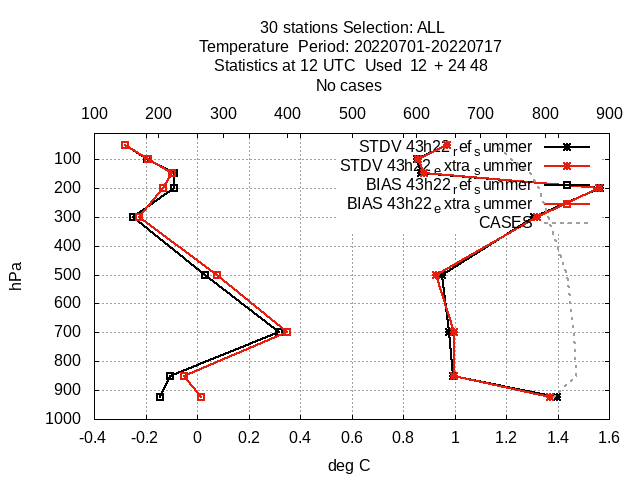 30 stations Selection: ALL
Temperature  Period: 20220701-20220717
Statistics at 12 UTC  Used  12  + 24 48
No cases
100 200 300 400 500 600 700 800 900
STDV 43h22_ref_summer
STDV 43h22_extra_summer
BIAS 43h22_ref_summer
BIAS 43h22_extra_summer
CASES
100
200
300
400
500
600
700
800
900
1000
hPa
-0.4 -0.2 0 0.2 0.4 0.6 0.8 1 1.2 1.4 1.6
deg C